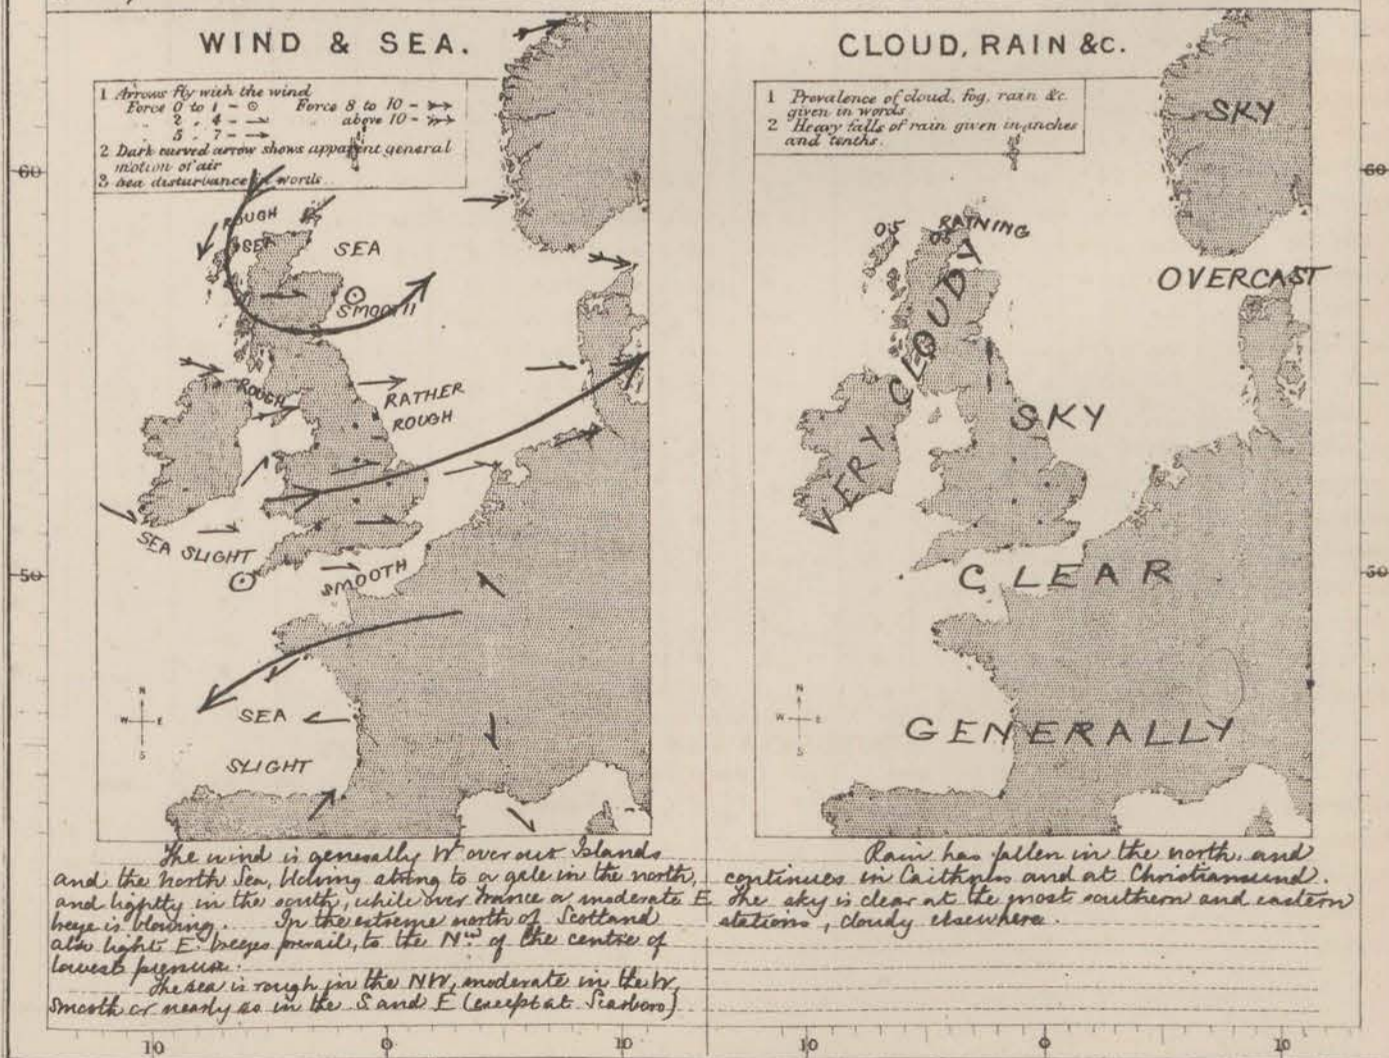 WIND & SEA.
1 Arrows fly with the wind
Force 0 to 1 - ⊙ Force 8 to 10 - 
" 2 " 4 - " above 10 -
" 5 " 7 -
2 Dark curved arrow shows apparent general
motion of air
3 Sea disturbance in words
60
ROUGH
SEA
SEA
SMOOTH
ROUGH
RATHER
ROUGH
SEA SLIGHT
SMOOTH
50
N
W E
S
SEA
SLIGHT
The wind is generally W over our Islands
and the North Sea, blowing strong to a gale in the north,
and lightly in the south, while over France a moderate E
breeze is blowing. In the extreme north of Scotland
also light E. breezes prevail, to the Nwd of the centre of
lowest pressure.
The sea is rough in the NW, moderate in the W,
smooth or nearly so in the S and E (except at Scarboro)
10 0 10
CLOUD, RAIN &c.
1 Prevalence of cloud, fog, rain &c.
given in words
2 Heavy falls of rain given in inches
and tenths.
SKY
60
05 RAINING
05
OVERCAST
VERY CLOUDY
SKY
CLEAR
50
N
W E
S
GENERALLY
Rain has fallen in the north, and
continues in Caithness and at Christiansund.
The sky is clear at the most southern and eastern
stations, cloudy elsewhere.
10 0 10